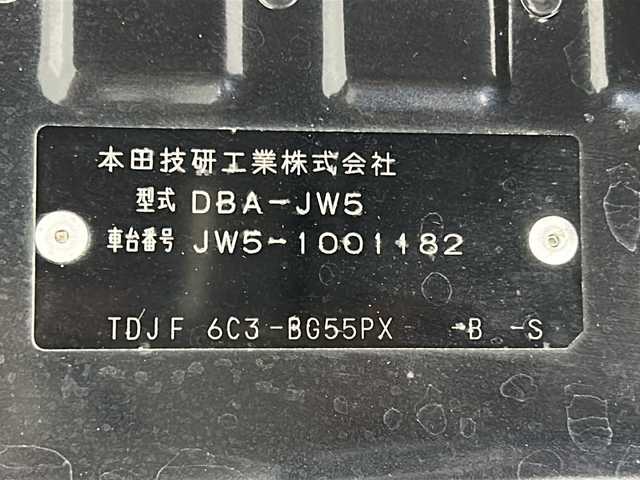 本田技研工業株式会社
型式 DBA-JW5
車台番号 JW5-1001182
TDJF 6C3-BG55PX -B -S